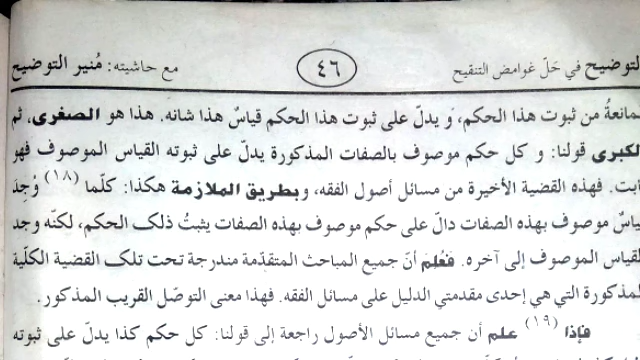 التوضيح في حَلّ غوامض التنقيح ٤٦ مع حاشيته: مُنير التوضيح
مانعةٌ من ثبوت هذا الحكم، و يدلّ على ثبوت هذا الحكم قياسٌ هذا شانه. هذا هو الصغرى، ثم
الكبرى قولنا: و كل حكم موصوف بالصفات المذكورة يدلّ على ثبوته القياس الموصوف فهو
ثابت. فهذه القضية الأخيرة من مسائل أصول الفقه، وبطريق الملازمة هكذا: كلّما (١٨) وُجِدَ
قياسٌ موصوف بهذه الصفات دالّ على حكم موصوف بهذه الصفات يثبتُ ذلك الحكم، لكنّه وجد
القياس الموصوف إلى آخره. فَعُلِمَ أنّ جميع المباحث المتقدّمة مندرجة تحت تلك القضية الكلّية
المذكورة التي هي إحدى مقدمتي الدليل على مسائل الفقه. فهذا معنى التوصّل القريب المذكور.
فإذا (١٩) علم أن جميع مسائل الأصول راجعة إلى قولنا: كل حكم كذا يدلّ على ثبوته